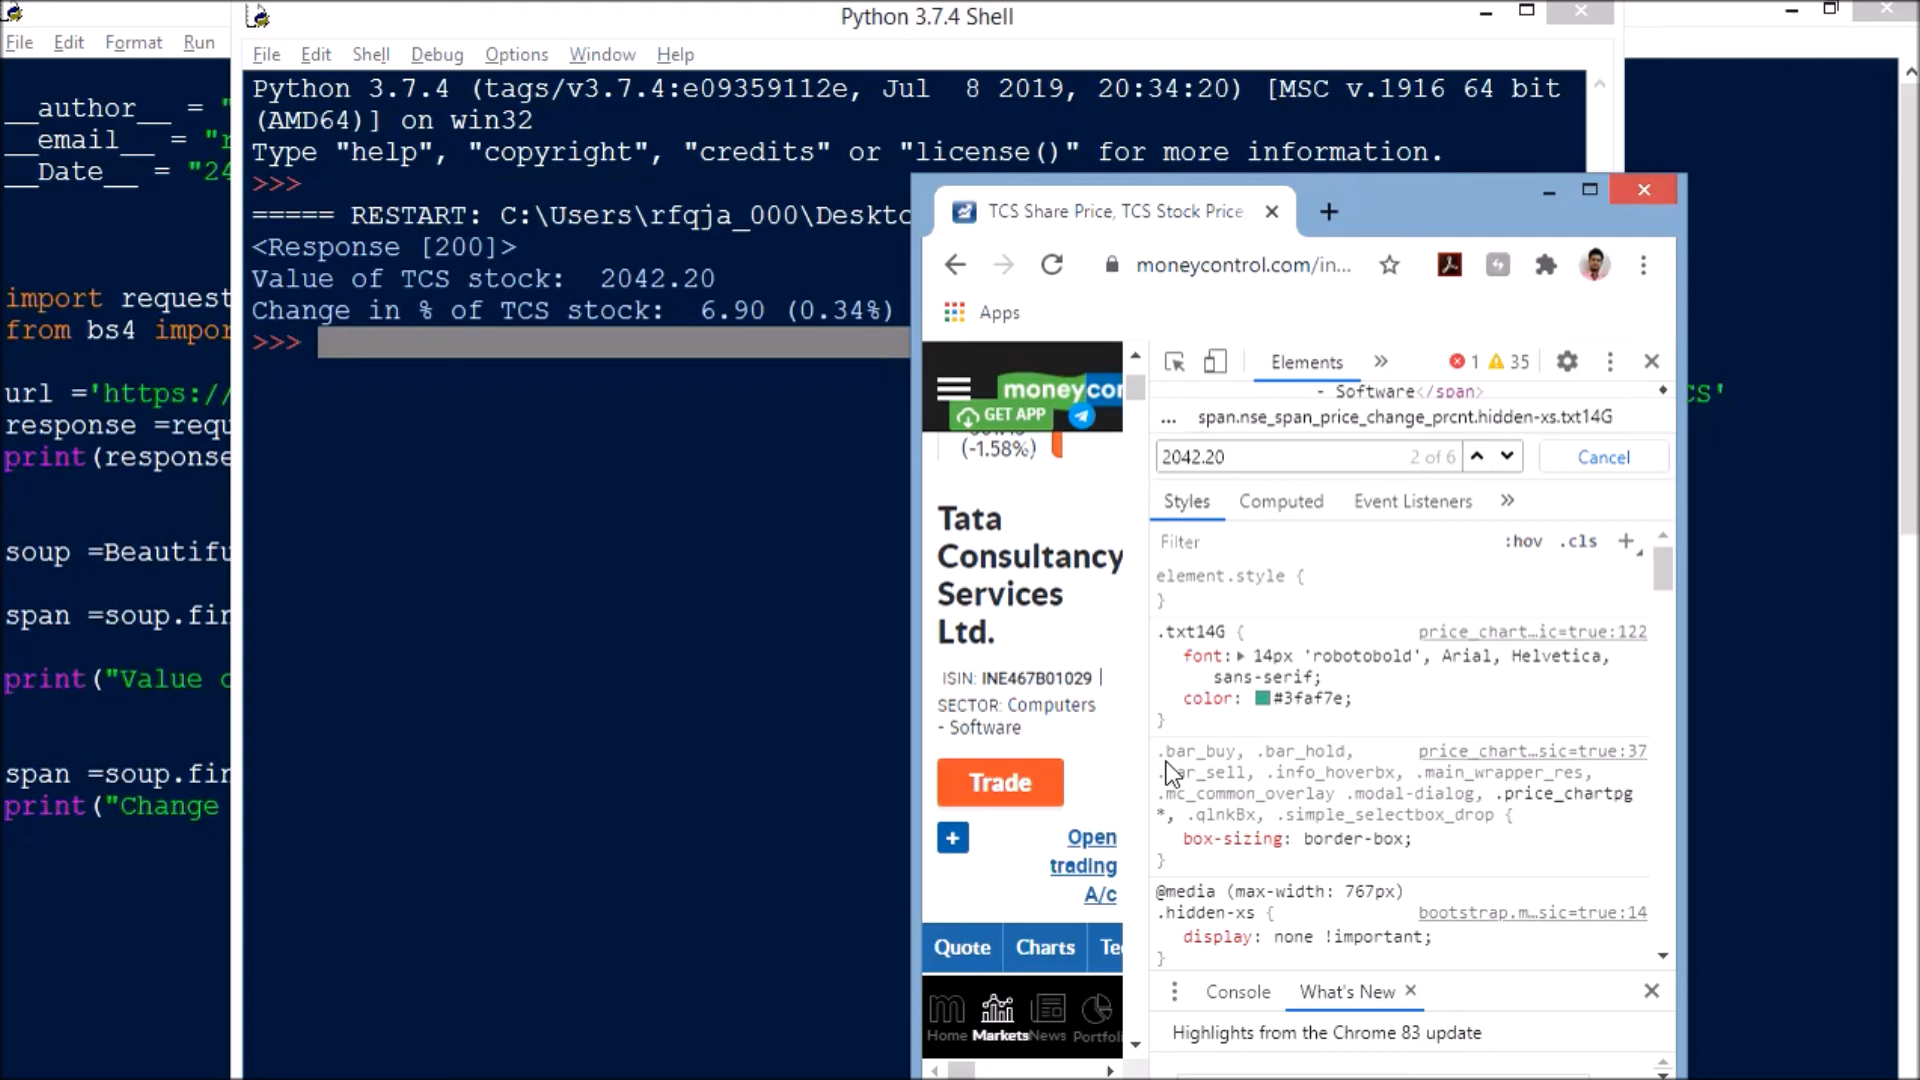 File Edit Format Run
__author__ = "
__email__ = "r
__Date__ = "24
import request
from bs4 impor
url ='https://
response =requ
print(response
soup =Beautifu
span =soup.fin
print("Value o
span =soup.fin
print("Change
CS'
Python 3.7.4 Shell
File Edit Shell Debug Options Window Help
Python 3.7.4 (tags/v3.7.4:e09359112e, Jul 8 2019, 20:34:20) [MSC v.1916 64 bit
(AMD64)] on win32
Type "help", "copyright", "credits" or "license()" for more information.
>>>
===== RESTART: C:\Users\rfqja_000\Deskto
<Response [200]>
Value of TCS stock: 2042.20
Change in % of TCS stock: 6.90 (0.34%)
>>>
TCS Share Price, TCS Stock Price
moneycontrol.com/in...
Apps
moneycon
GET APP
(-1.58%)
Tata
Consultancy
Services
Ltd.
ISIN: INE467B01029 |
SECTOR: Computers
- Software
Trade
+ Open
trading
A/c
Quote Charts Te
Home Markets News Portfoli
Elements » 1 35
- Software</span>
... span.nse_span_price_change_prcnt.hidden-xs.txt14G
2042.20 2 of 6 Cancel
Styles Computed Event Listeners »
Filter :hov .cls +
element.style {
}
.txt14G { price_chart…ic=true:122
font: 14px 'robotobold', Arial, Helvetica,
sans-serif;
color: #3faf7e;
}
.bar_buy, .bar_hold, price_chart…sic=true:37
.bar_sell, .info_hoverbx, .main_wrapper_res,
.mc_common_overlay .modal-dialog, .price_chartpg
*, .qlnkBx, .simple_selectbox_drop {
box-sizing: border-box;
}
@media (max-width: 767px)
.hidden-xs { bootstrap.m…sic=true:14
display: none !important;
}
Console What's New
Highlights from the Chrome 83 update